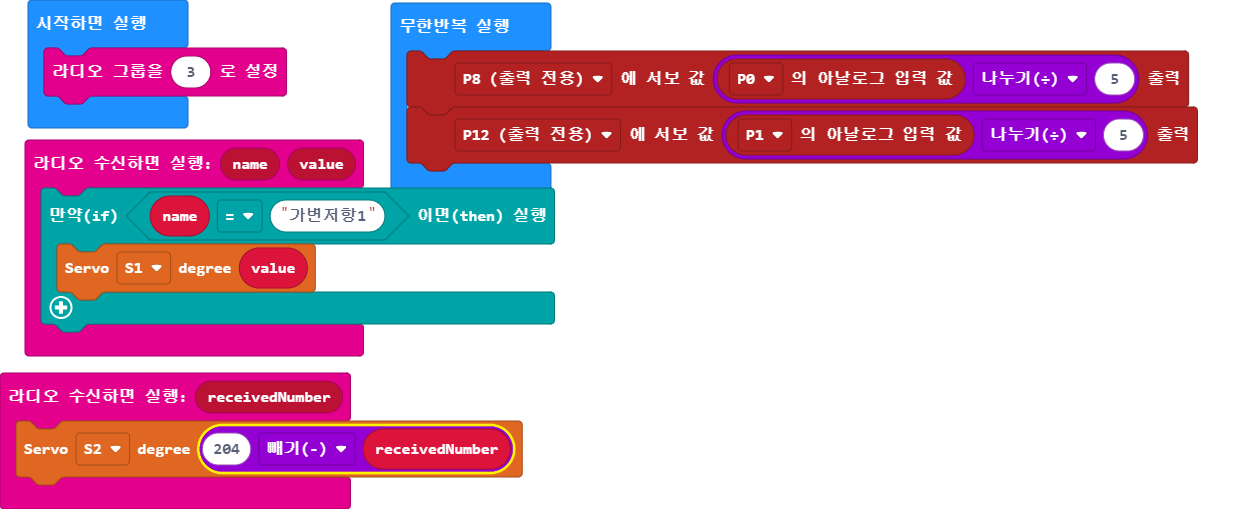 시작하면 실행
라디오 그룹을 3 로 설정
무한반복 실행
P8 (출력 전용) 에 서보 값 P0 의 아날로그 입력 값 나누기(÷) 5 출력
P12 (출력 전용) 에 서보 값 P1 의 아날로그 입력 값 나누기(÷) 5 출력
라디오 수신하면 실행: name value
만약(if) name = "가변저항1" 이면(then) 실행
Servo S1 degree value
라디오 수신하면 실행: receivedNumber
Servo S2 degree 204 빼기(-) receivedNumber